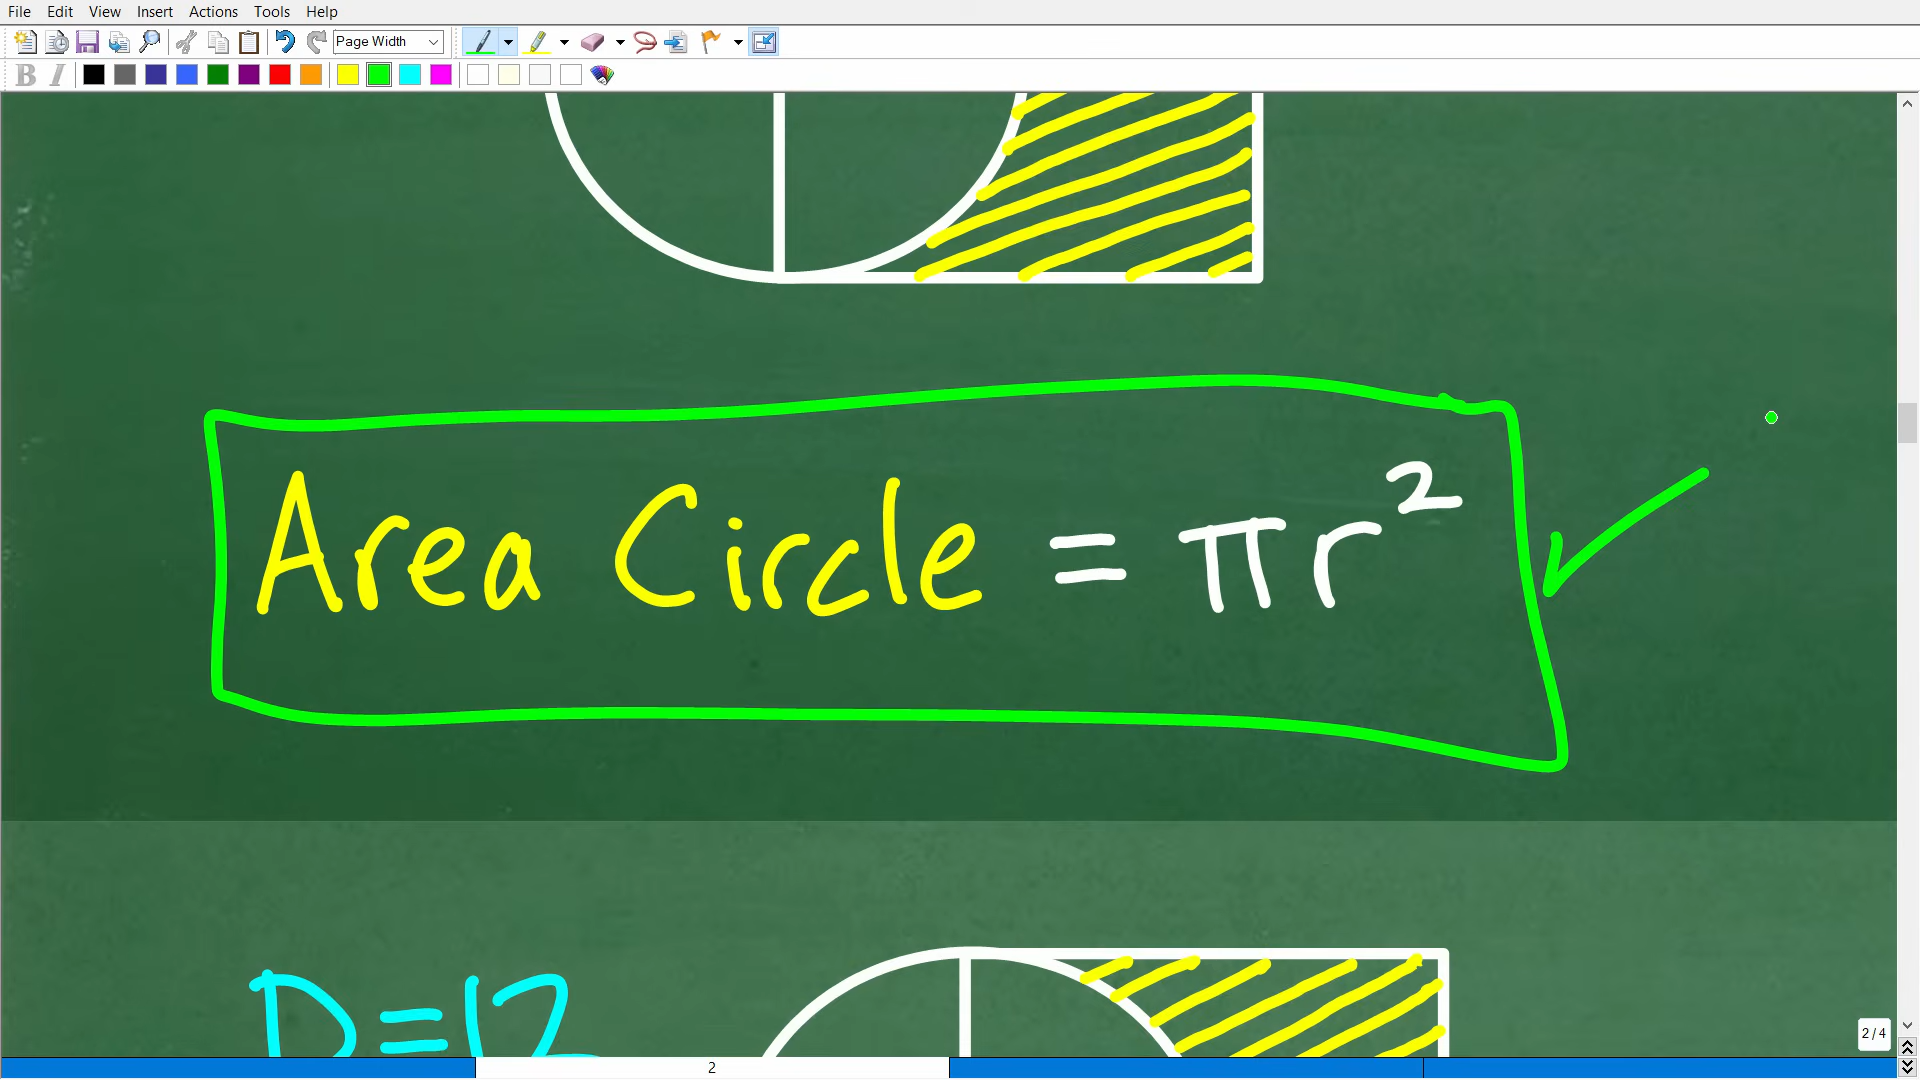 File Edit View Insert Actions Tools Help
Page Width
B I
Area Circle = πr²
D=12
2 / 4
2